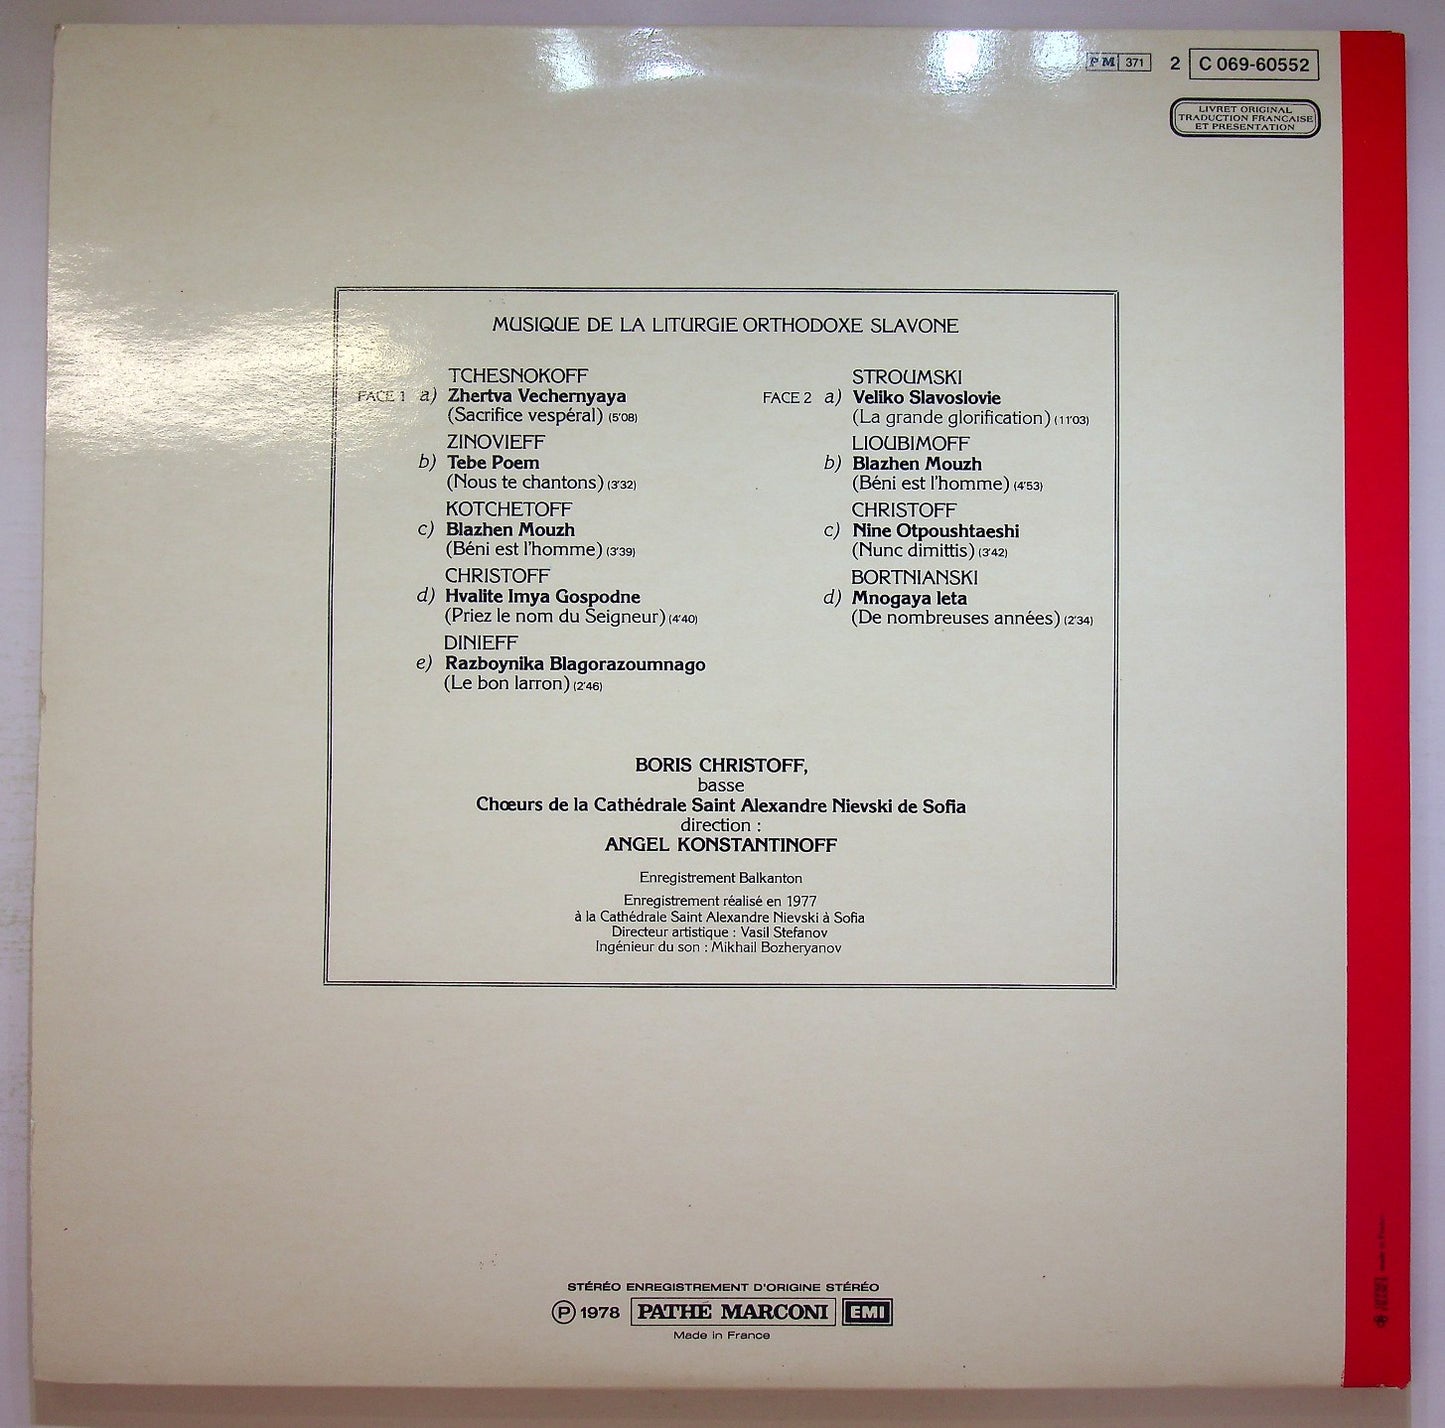 PM 371 2 C 069-60552
LIVRET ORIGINAL
TRADUCTION FRANCAISE
ET PRESENTATION
MUSIQUE DE LA LITURGIE ORTHODOXE SLAVONE
TCHESNOKOFF
FACE 1 a) Zhertva Vechernyaya
(Sacrifice vespéral) (5'08)
ZINOVIEFF
b) Tebe Poem
(Nous te chantons) (3'32)
KOTCHETOFF
c) Blazhen Mouzh
(Béni est l'homme) (3'39)
CHRISTOFF
d) Hvalite Imya Gospodne
(Priez le nom du Seigneur) (4'40)
DINIEFF
e) Razboynika Blagorazoumnago
(Le bon larron) (2'46)
STROUMSKI
FACE 2 a) Veliko Slavoslovie
(La grande glorification) (11'03)
LIOUBIMOFF
b) Blazhen Mouzh
(Béni est l'homme) (4'53)
CHRISTOFF
c) Nine Otpoushtaeshi
(Nunc dimittis) (3'42)
BORTNIANSKI
d) Mnogaya leta
(De nombreuses années) (2'34)
BORIS CHRISTOFF,
basse
Chœurs de la Cathédrale Saint Alexandre Nievski de Sofia
direction :
ANGEL KONSTANTINOFF
Enregistrement Balkanton
Enregistrement réalisé en 1977
à la Cathédrale Saint Alexandre Nievski à Sofia
Directeur artistique : Vasil Stefanov
Ingénieur du son : Mikhail Bozheryanov
STÉRÉO ENREGISTREMENT D'ORIGINE STÉRÉO
℗ 1978 PATHÉ MARCONI EMI
Made in France